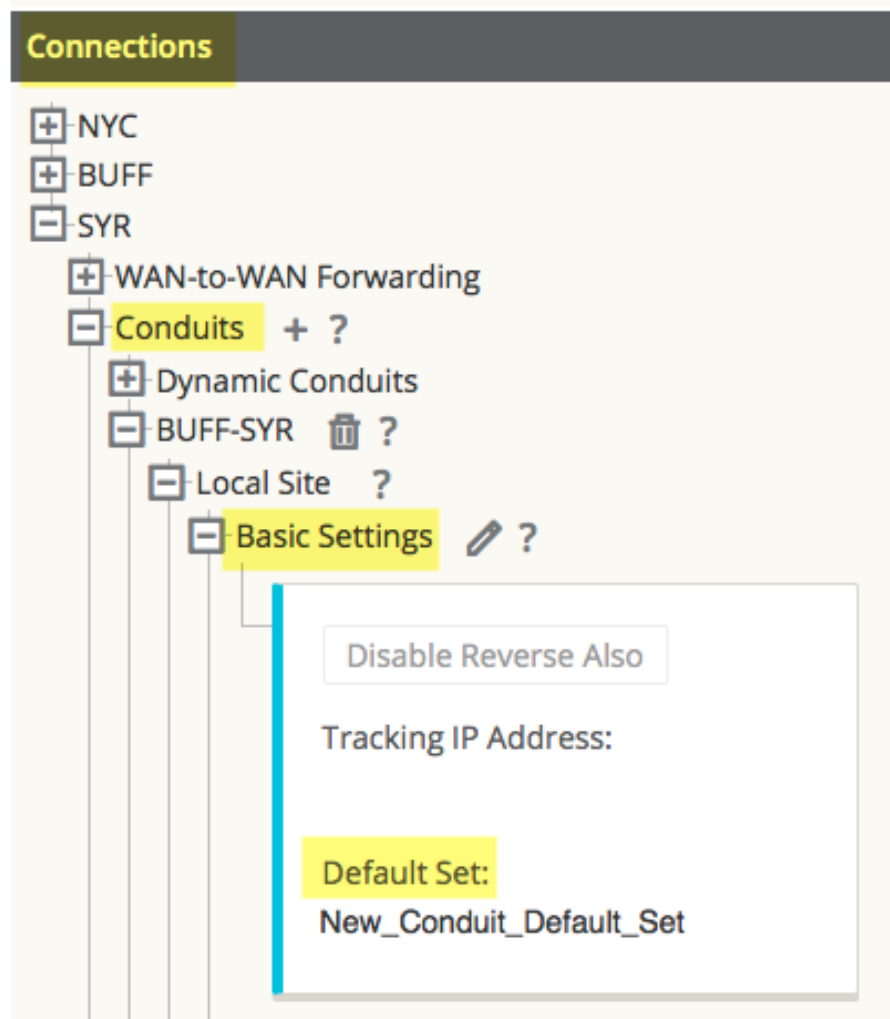 Connections
NYC
BUFF
SYR
WAN-to-WAN Forwarding
Conduits + ?
Dynamic Conduits
BUFF-SYR ?
Local Site ?
Basic Settings ?
Disable Reverse Also
Tracking IP Address:
Default Set:
New_Conduit_Default_Set